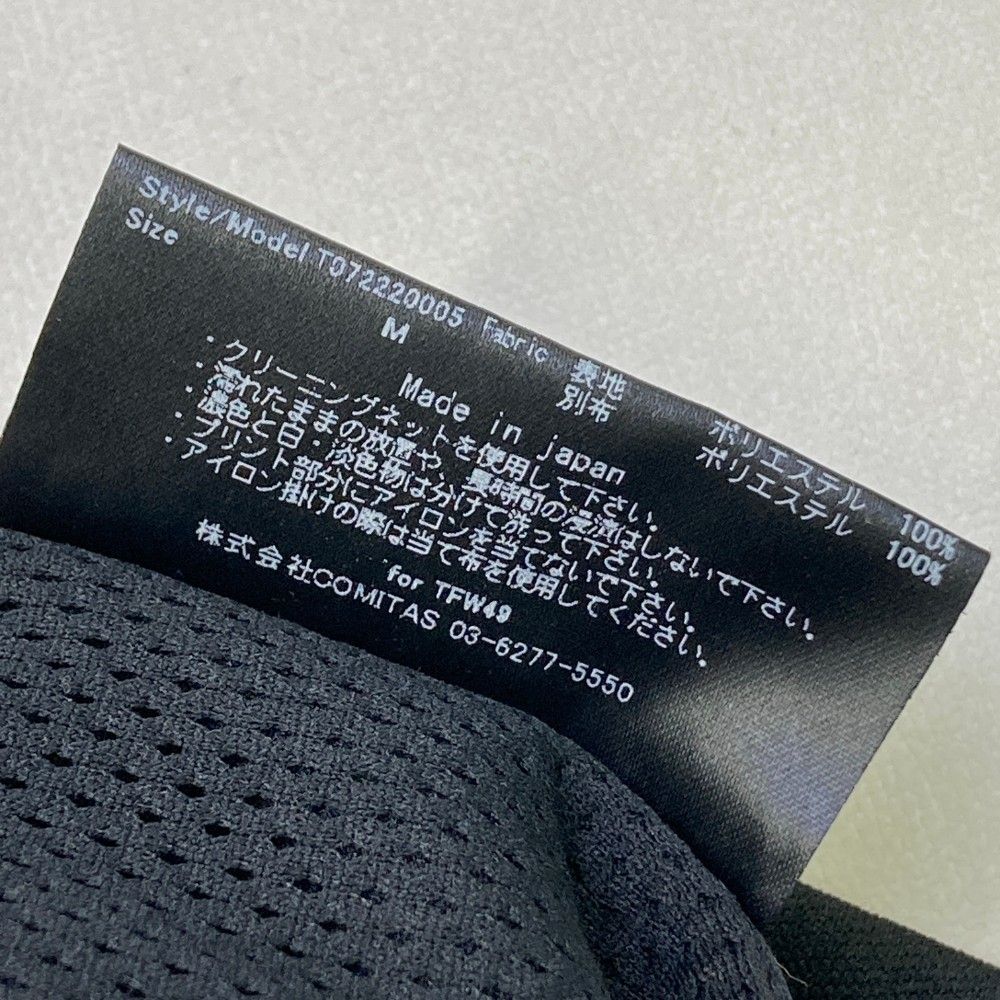 Style/Model T072220005 Fabric 表地 ポリエステル 100%
Size M 別布 ポリエステル 100%
Made in japan
・クリーニングネットを使用して下さい。
・濡れたままの放置や、長時間の浸漬はしないで下さい。
・濃色と白・淡色物は分けて洗って下さい。
・プリント部分にアイロンを当てないで下さい。
・アイロン掛けの際は当て布を使用してください。
for TFW49
株式会社COMITAS 03-6277-5550